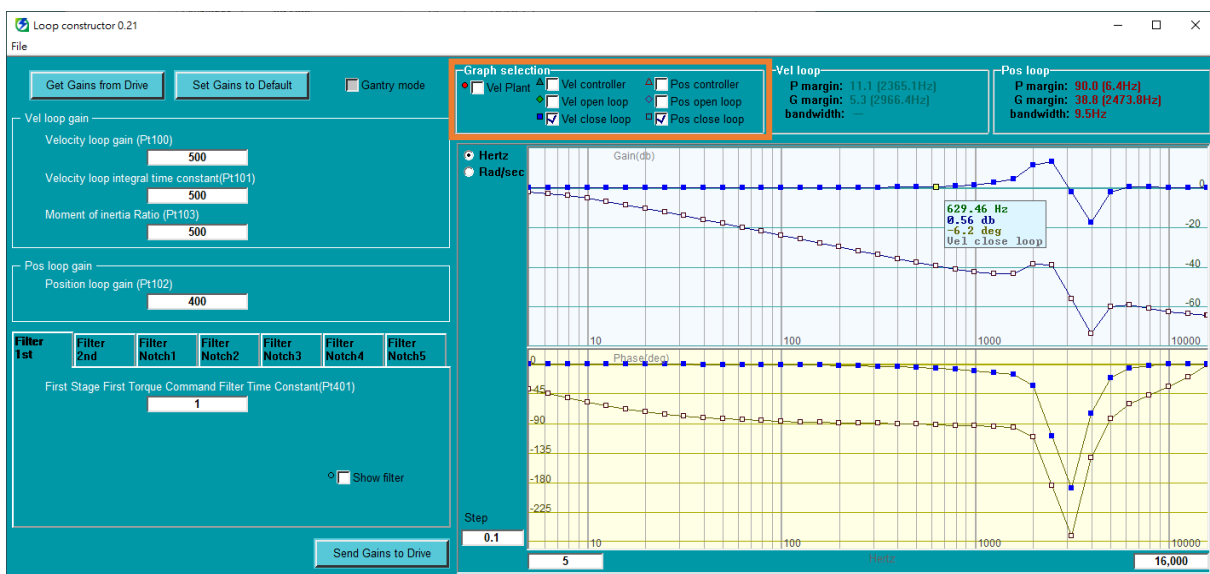 Loop constructor 0.21
File
Get Gains from Drive
Set Gains to Default
Gantry mode
Vel loop gain
Velocity loop gain (Pt100)
500
Velocity loop integral time constant(Pt101)
500
Moment of inertia Ratio (Pt103)
500
Pos loop gain
Position loop gain (Pt102)
400
Filter 1st
Filter 2nd
Filter Notch1
Filter Notch2
Filter Notch3
Filter Notch4
Filter Notch5
First Stage First Torque Command Filter Time Constant(Pt401)
1
Show filter
Send Gains to Drive
Graph selection
Vel Plant
Vel controller
Pos controller
Vel open loop
Pos open loop
Vel close loop
Pos close loop
Vel loop
P margin: 11.1 (2365.1Hz)
G margin: 5.3 (2966.4Hz)
bandwidth: —
Pos loop
P margin: 90.0 (6.4Hz)
G margin: 38.8 (2473.8Hz)
bandwidth: 9.5Hz
Hertz
Rad/sec
Gain(db)
0
-20
-40
-60
629.46 Hz
0.56 db
-6.2 deg
Vel close loop
10
100
1000
10000
Phase(deg)
0
-45
-90
-135
-180
-225
10
100
1000
10000
Step
0.1
5
Hertz
16,000